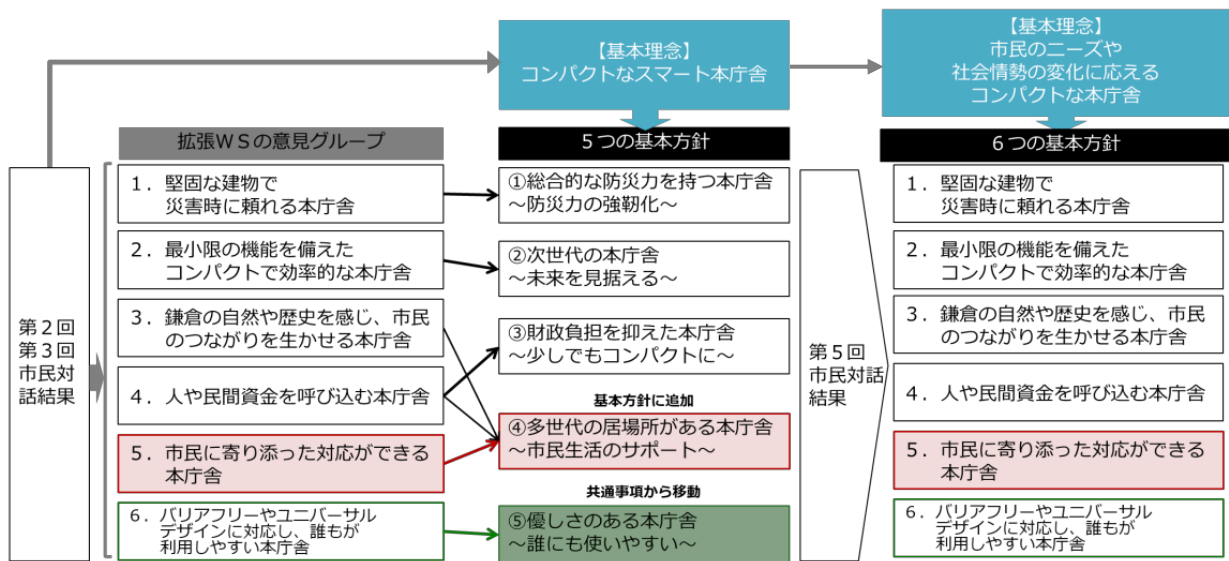 【基本理念】
コンパクトなスマート本庁舎
【基本理念】
市民のニーズや
社会情勢の変化に応える
コンパクトな本庁舎
第２回
第３回
市民対
話結果
拡張ＷＳの意見グループ
１．堅固な建物で
災害時に頼れる本庁舎
２．最小限の機能を備えた
コンパクトで効率的な本庁舎
３．鎌倉の自然や歴史を感じ、市民
のつながりを生かせる本庁舎
４．人や民間資金を呼び込む本庁舎
５．市民に寄り添った対応ができる
本庁舎
６．バリアフリーやユニバーサル
デザインに対応し、誰もが
利用しやすい本庁舎
５つの基本方針
①総合的な防災力を持つ本庁舎
～防災力の強靭化～
②次世代の本庁舎
～未来を見据える～
③財政負担を抑えた本庁舎
～少しでもコンパクトに～
基本方針に追加
④多世代の居場所がある本庁舎
～市民生活のサポート～
共通事項から移動
⑤優しさのある本庁舎
～誰にも使いやすい～
第５回
市民対話
結果
６つの基本方針
１．堅固な建物で
災害時に頼れる本庁舎
２．最小限の機能を備えた
コンパクトで効率的な本庁舎
３．鎌倉の自然や歴史を感じ、市民
のつながりを生かせる本庁舎
４．人や民間資金を呼び込む本庁舎
５．市民に寄り添った対応ができる
本庁舎
６．バリアフリーやユニバーサル
デザインに対応し、誰もが
利用しやすい本庁舎